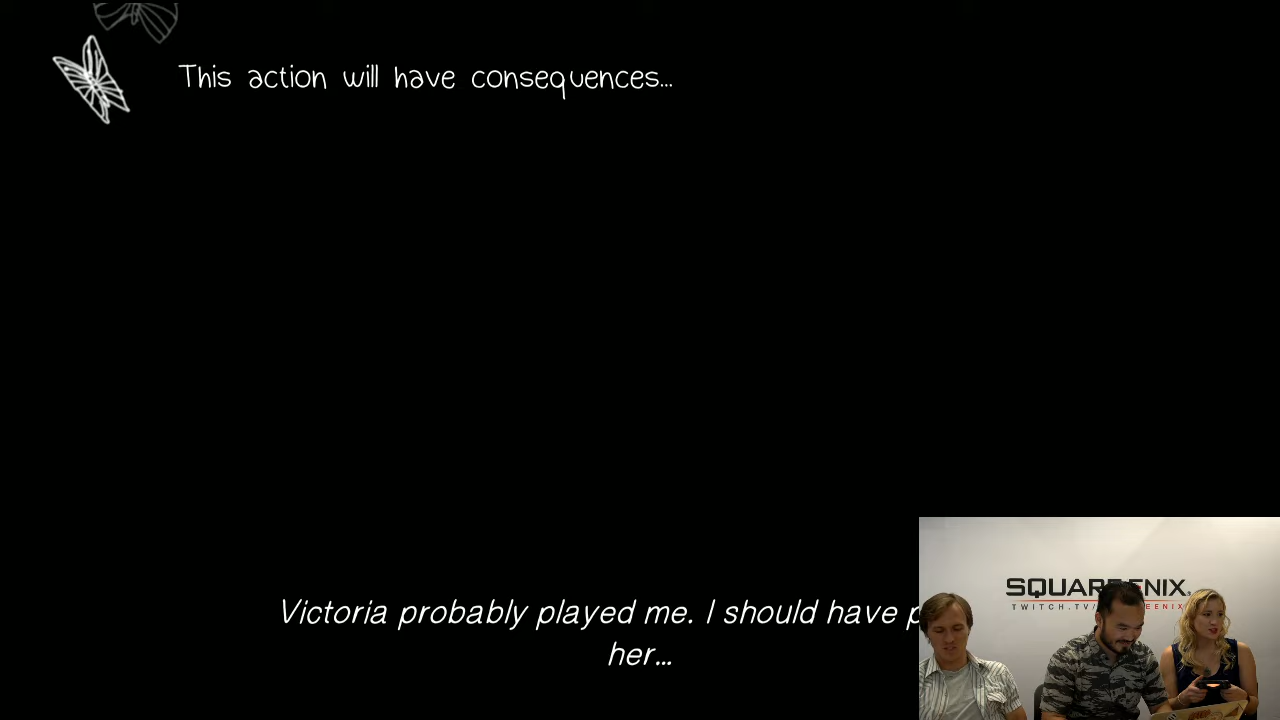 This action will have consequences...
Victoria probably played me. I should have
her...
SQUARE ENIX
TWITCH.TV/